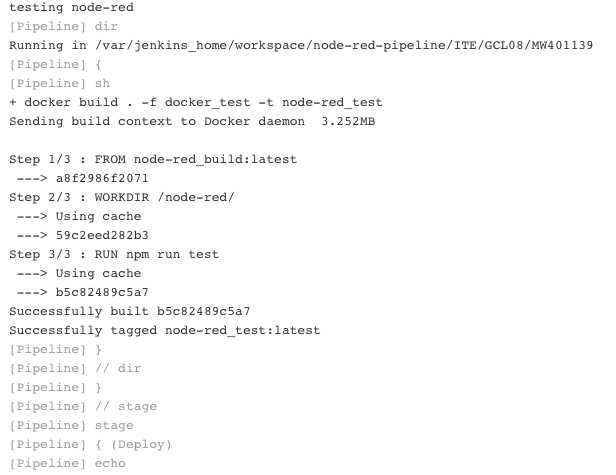 testing node-red
[Pipeline] dir
Running in /var/jenkins_home/workspace/node-red-pipeline/ITE/GCL08/MW401139
[Pipeline] {
[Pipeline] sh
+ docker build . -f docker_test -t node-red_test
Sending build context to Docker daemon  3.252MB

Step 1/3 : FROM node-red_build:latest
 ---> a8f2986f2071
Step 2/3 : WORKDIR /node-red/
 ---> Using cache
 ---> 59c2eed282b3
Step 3/3 : RUN npm run test
 ---> Using cache
 ---> b5c82489c5a7
Successfully built b5c82489c5a7
Successfully tagged node-red_test:latest
[Pipeline] }
[Pipeline] // dir
[Pipeline] }
[Pipeline] // stage
[Pipeline] stage
[Pipeline] { (Deploy)
[Pipeline] echo